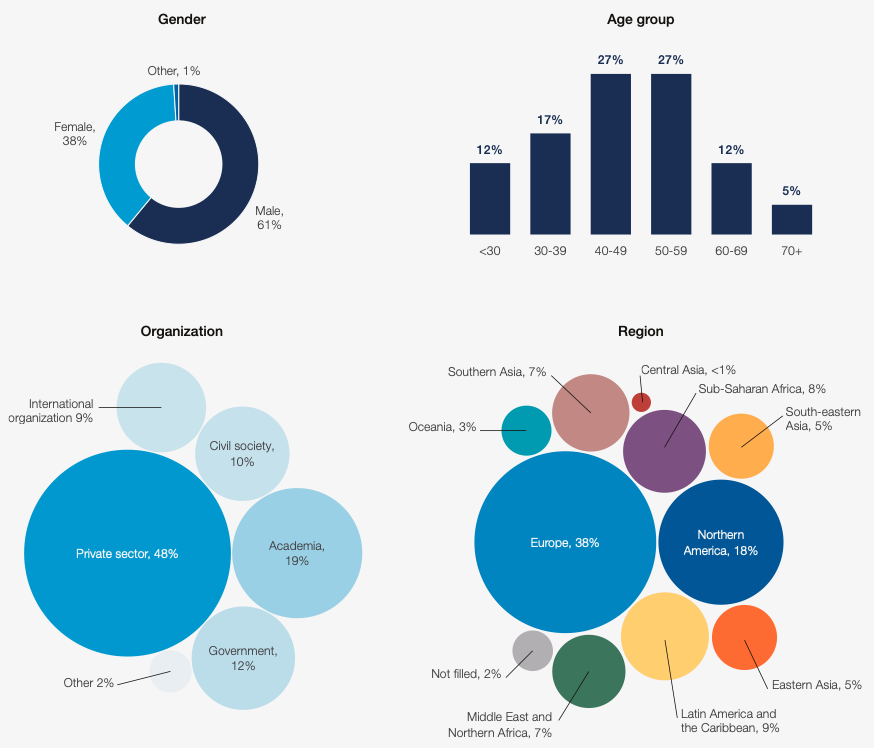 Gender
Other, 1%
Female,
38%
Male,
61%
Age group
12%
17%
27%
27%
12%
5%
<30
30-39
40-49
50-59
60-69
70+
Organization
International
organization 9%
Civil society,
10%
Private sector, 48%
Academia,
19%
Government,
12%
Other 2%
Region
Southern Asia, 7%
Central Asia, <1%
Sub-Saharan Africa, 8%
South-eastern
Asia, 5%
Oceania, 3%
Europe, 38%
Northern
America, 18%
Not filled, 2%
Middle East and
Northern Africa, 7%
Latin America and
the Caribbean, 9%
Eastern Asia, 5%